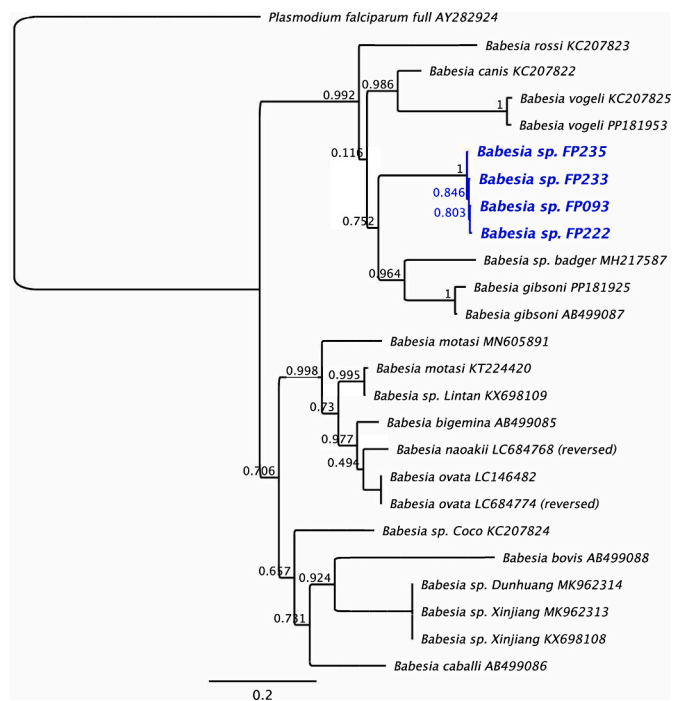 Plasmodium falciparum full AY282924
Babesia rossi KC207823
Babesia canis KC207822
0.986
0.992
Babesia vogeli KC207825
1
Babesia vogeli PP181953
0.116
Babesia sp. FP235
1
Babesia sp. FP233
0.846
Babesia sp. FP093
0.803
0.752
Babesia sp. FP222
Babesia sp. badger MH217587
0.964
Babesia gibsoni PP181925
1
Babesia gibsoni AB499087
Babesia motasi MN605891
0.998
Babesia motasi KT224420
0.995
Babesia sp. Lintan KX698109
0.73
Babesia bigemina AB499085
0.977
Babesia naoakii LC684768 (reversed)
0.494
0.706
Babesia ovata LC146482
Babesia ovata LC684774 (reversed)
Babesia sp. Coco KC207824
Babesia bovis AB499088
0.657
0.924
Babesia sp. Dunhuang MK962314
Babesia sp. Xinjiang MK962313
0.731
Babesia sp. Xinjiang KX698108
Babesia caballi AB499086
0.2